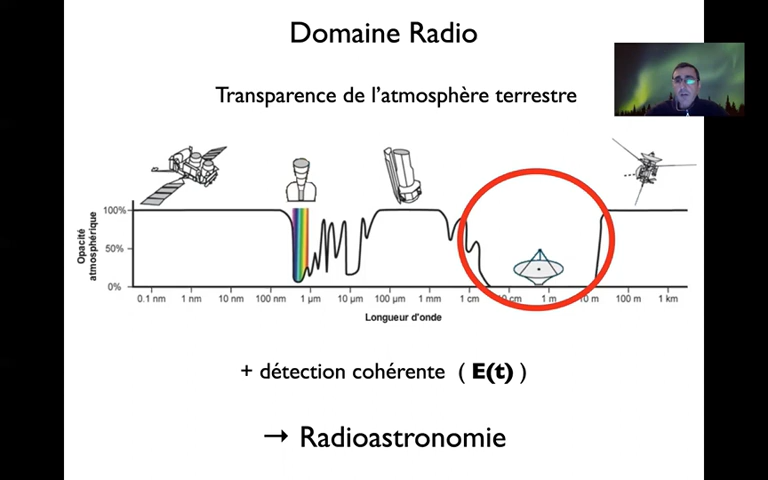 Domaine Radio
Transparence de l'atmosphère terrestre
Opacité
atmosphérique
100%
50%
0%
0.1 nm 1 nm 10 nm 100 nm 1 µm 10 µm 100 µm 1 mm 1 cm 10 cm 1 m 10 m 100 m 1 km
Longueur d'onde
+ détection cohérente ( E(t) )
→ Radioastronomie